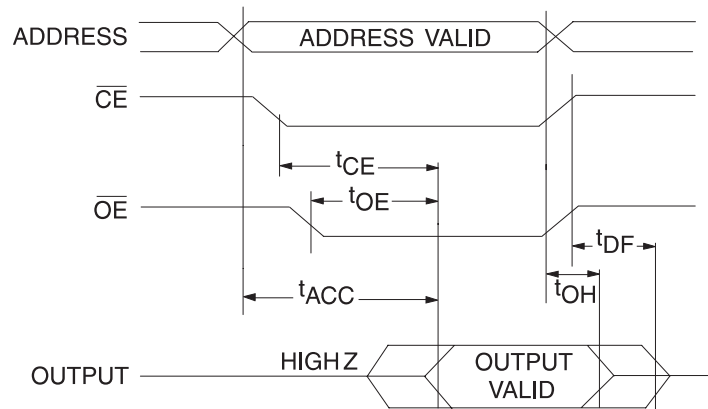 ADDRESS
ADDRESS VALID
CE
tCE
tOE
OE
tDF
tACC
tOH
HIGH Z
OUTPUT
OUTPUT
VALID